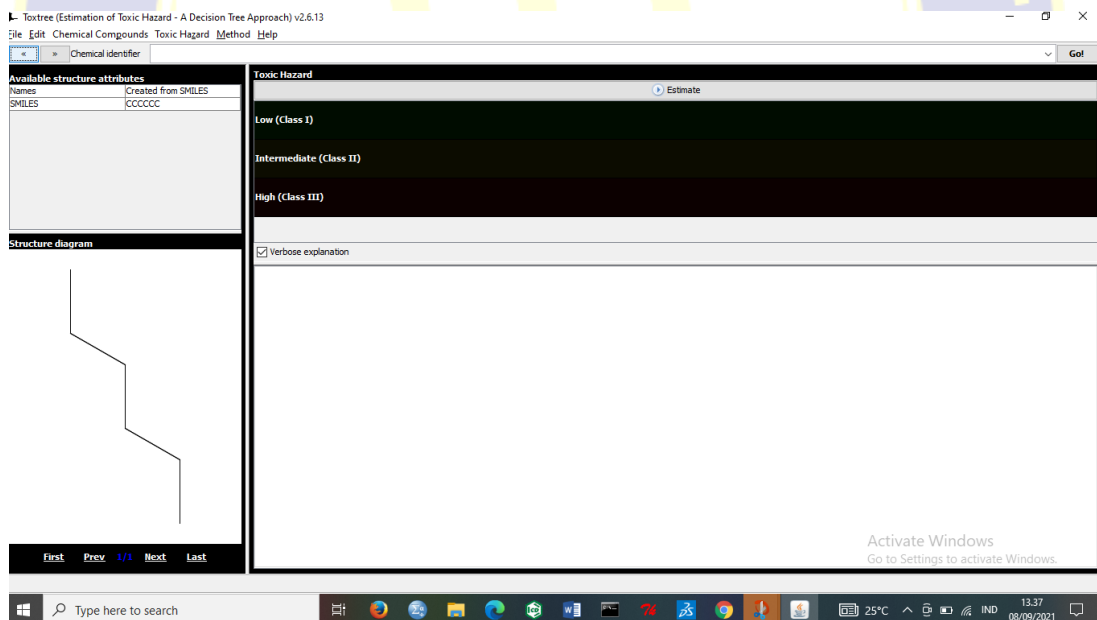 Toxtree (Estimation of Toxic Hazard - A Decision Tree Approach) v2.6.13
File Edit Chemical Compounds Toxic Hazard Method Help
« » Chemical identifier Go!
Available structure attributes
Names Created from SMILES
SMILES CCCCCC
Structure diagram
First Prev 1/1 Next Last
Toxic Hazard
Estimate
Low (Class I)
Intermediate (Class II)
High (Class III)
Verbose explanation
Activate Windows
Go to Settings to activate Windows.
Type here to search 25°C IND 13.37
08/09/2021